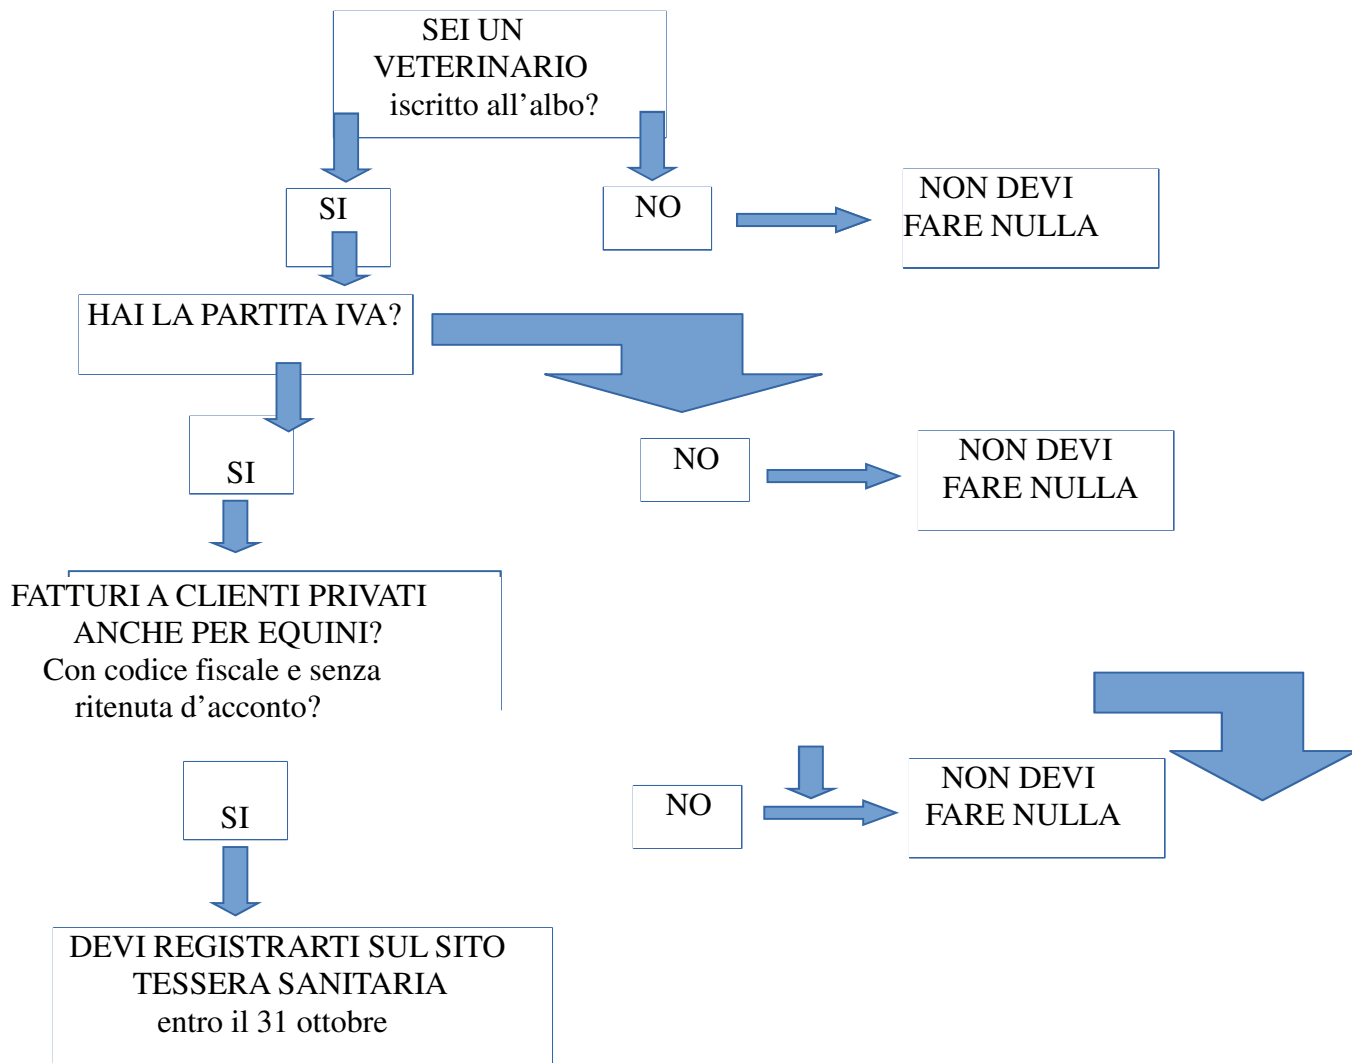 SEI UN
VETERINARIO
iscritto all’albo?
SI
NO
NON DEVI
FARE NULLA
HAI LA PARTITA IVA?
SI
NO
NON DEVI
FARE NULLA
FATTURI A CLIENTI PRIVATI
ANCHE PER EQUINI?
Con codice fiscale e senza
ritenuta d’acconto?
SI
NO
NON DEVI
FARE NULLA
DEVI REGISTRARTI SUL SITO
TESSERA SANITARIA
entro il 31 ottobre